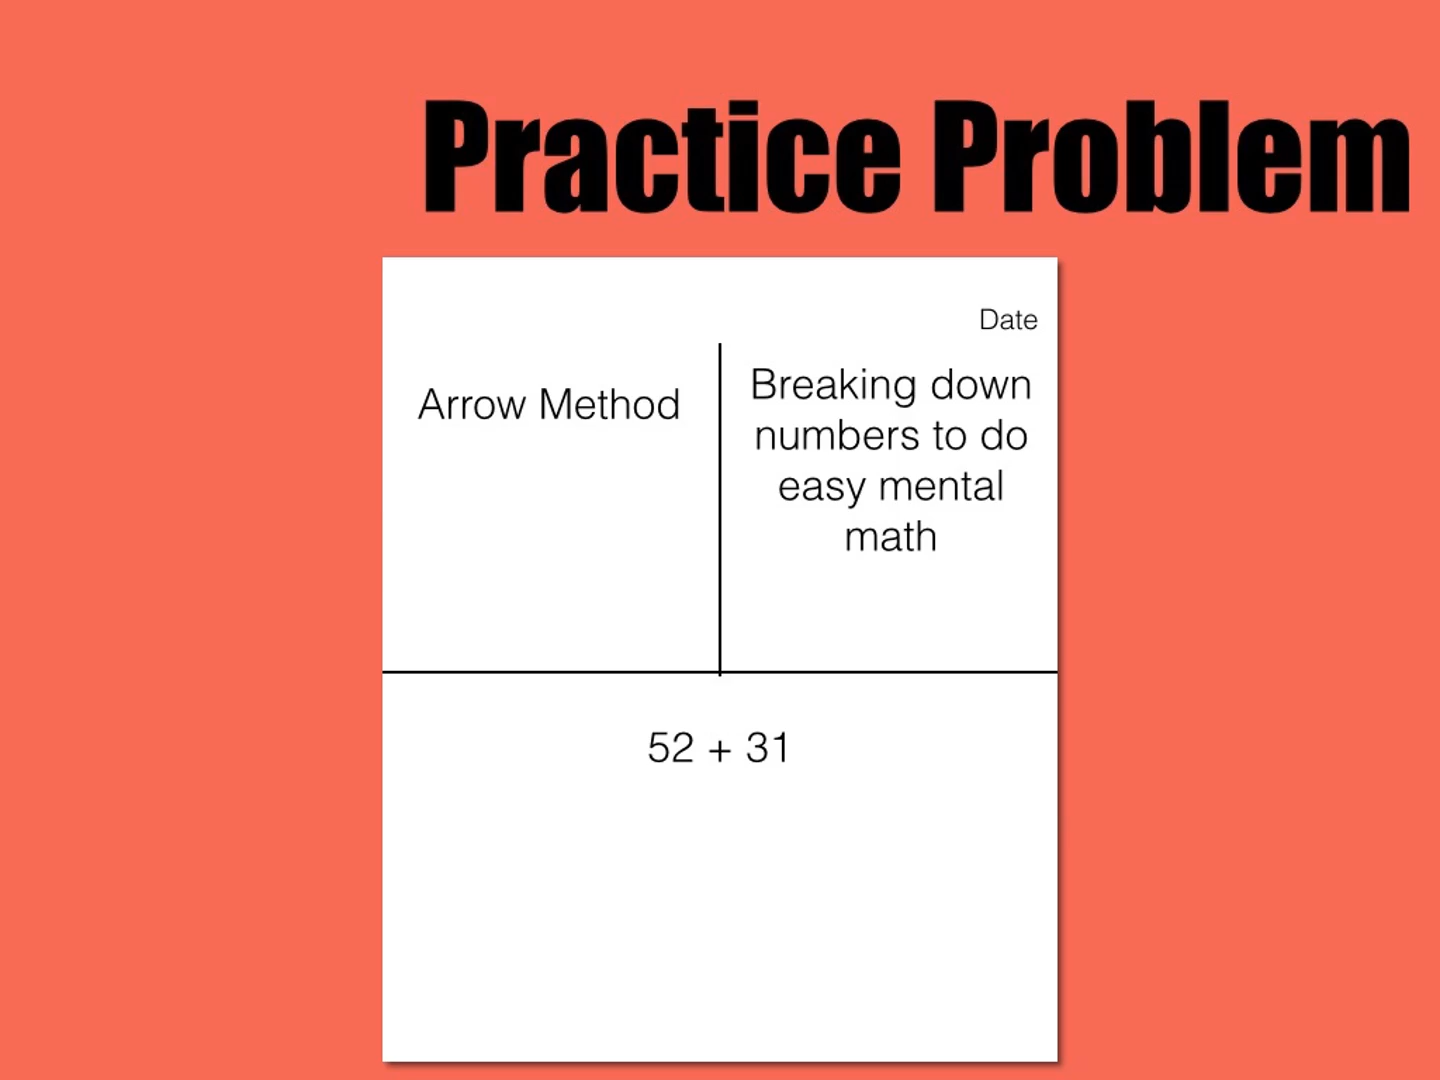 Practice Problem
Date
Arrow Method
Breaking down
numbers to do
easy mental
math
52 + 31